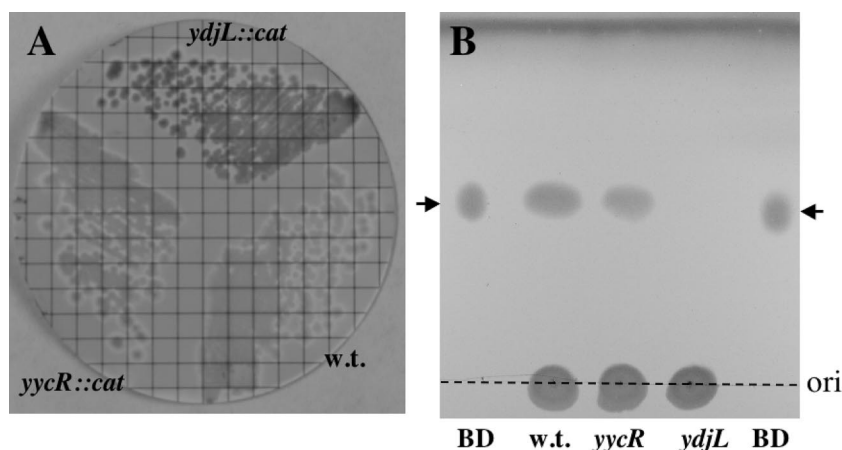 A
ydjL::cat
yycR::cat
w.t.
B
ori
BD w.t. yycR ydjL BD